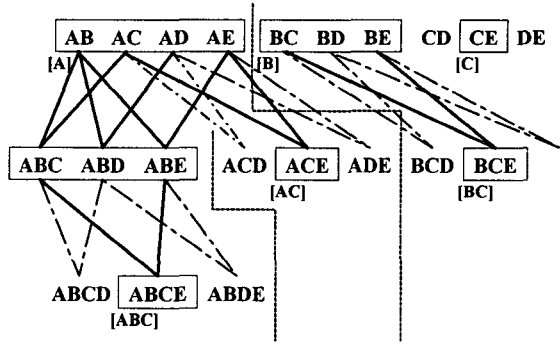 AB AC AD AE BC BD BE CD CE DE
[A] [B] [C]
ABC ABD ABE ACD ACE ADE BCD BCE
[AC] [BC]
ABCD ABCE ABDE
[ABC]